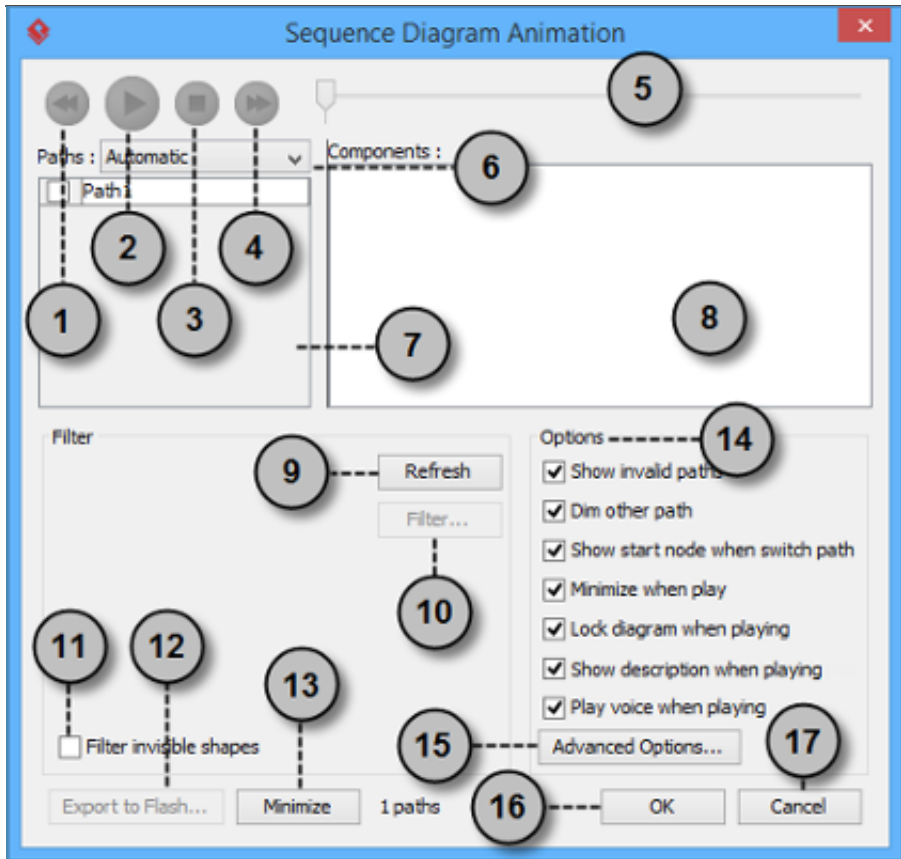 Sequence Diagram Animation
5
Paths : Automatic
Components :
6
Path1
2
4
1
3
7
8
Filter
Options
14
9
Refresh
Show invalid paths
Filter...
Dim other path
Show start node when switch path
10
Minimize when play
11
12
Lock diagram when playing
13
Show description when playing
Play voice when playing
Filter invisible shapes
15
Advanced Options...
17
Export to Flash...
Minimize
1 paths
16
OK
Cancel